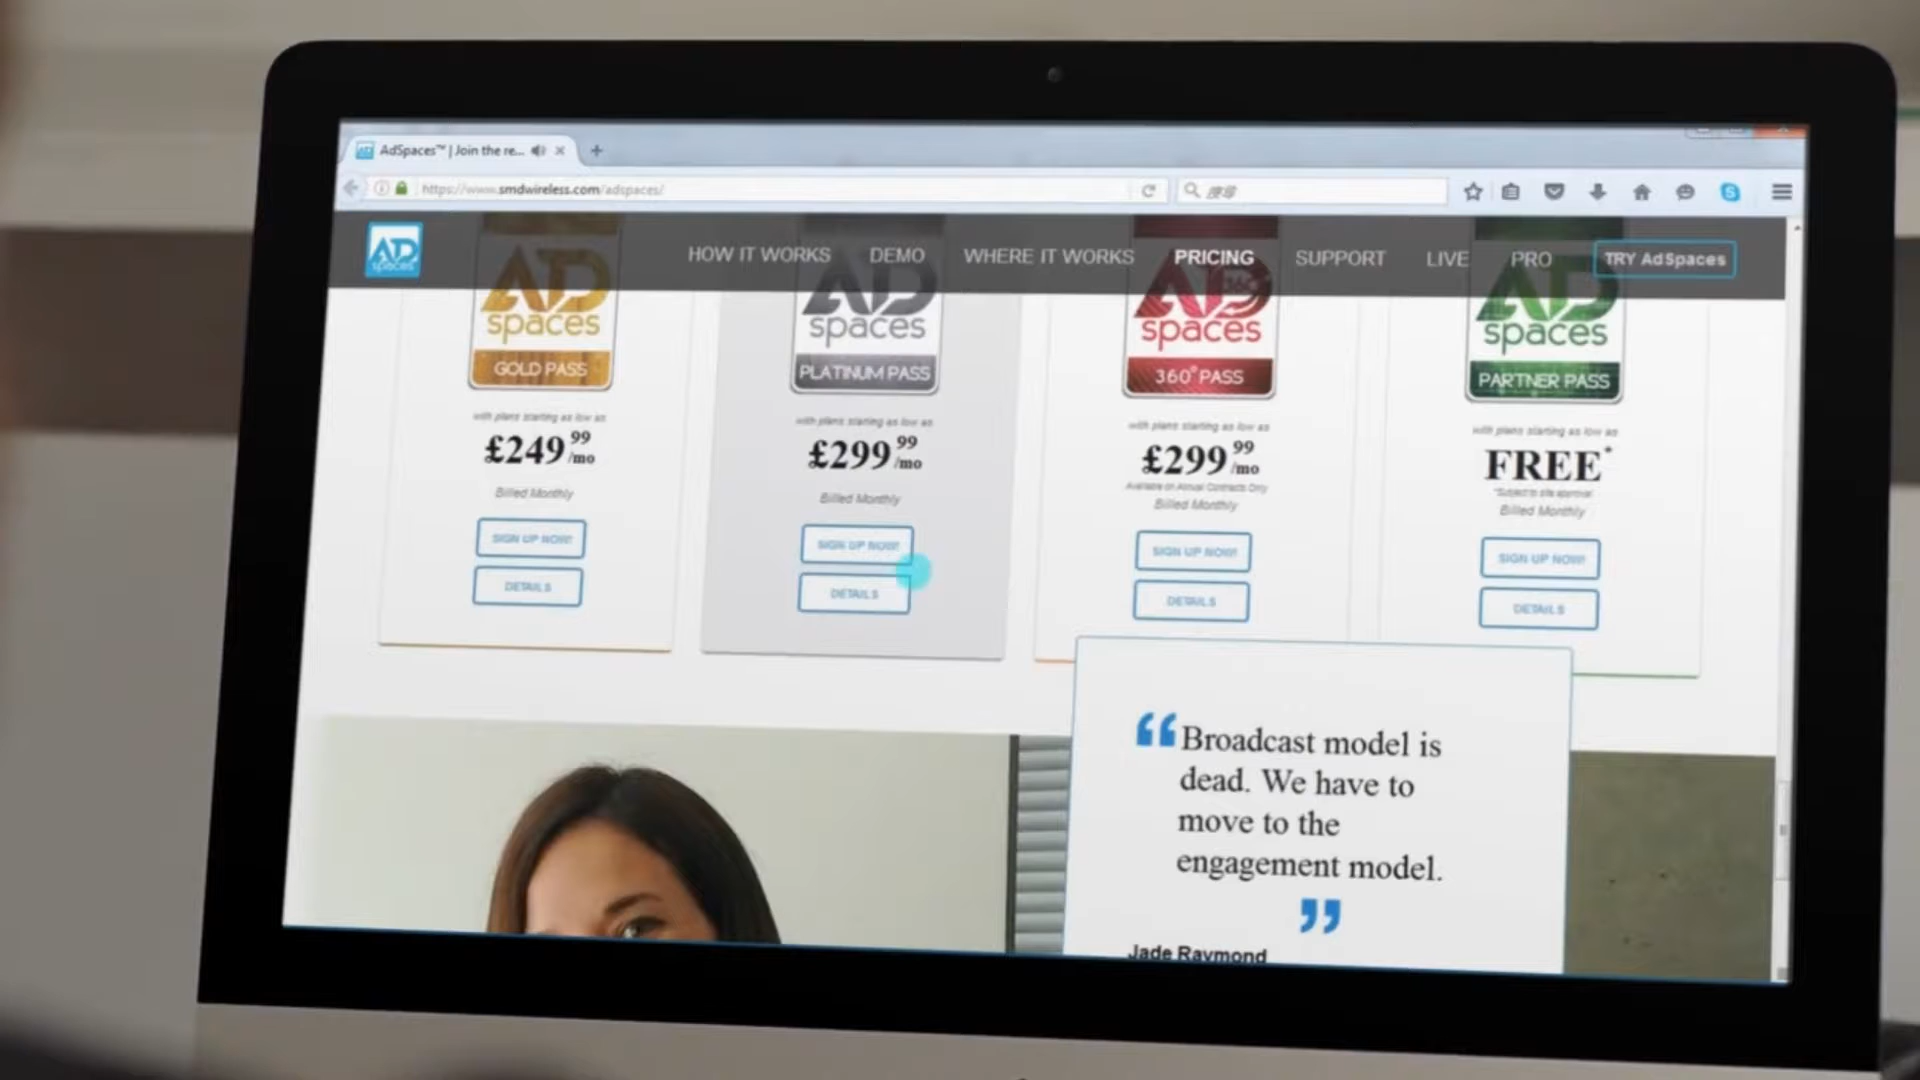 AdSpaces™ | Join the re...
https://www.smdwireless.com/adspaces/
搜尋
AD spaces
HOW IT WORKS
DEMO
WHERE IT WORKS
PRICING
SUPPORT
LIVE
PRO
TRY AdSpaces
AD
spaces
GOLD PASS
with plans starting as low as
£249 99 /mo
Billed Monthly
SIGN UP NOW!
DETAILS
AD
spaces
PLATINUM PASS
with plans starting as low as
£299 99 /mo
Billed Monthly
SIGN UP NOW!
DETAILS
AD 360°
spaces
360° PASS
with plans starting as low as
£299 99 /mo
Available on Annual Contracts Only
Billed Monthly
SIGN UP NOW!
DETAILS
AD
spaces
PARTNER PASS
with plans starting as low as
FREE*
*Subject to site approval
Billed Monthly
SIGN UP NOW!
DETAILS
“Broadcast model is
dead. We have to
move to the
engagement model.
”
Jade Raymond